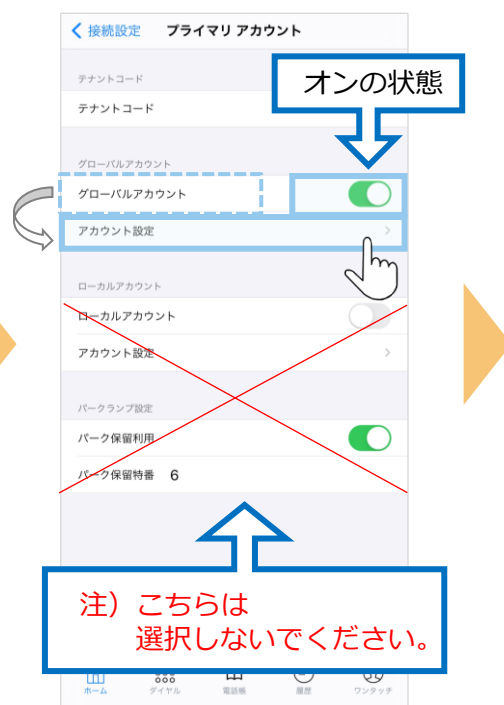 接続設定 プライマリ アカウント
テナントコード
オンの状態
テナントコード
グローバルアカウント
グローバルアカウント
アカウント設定
ローカルアカウント
ローカルアカウント
アカウント設定
パークランプ設定
パーク保留利用
パーク保留特番 6
注）こちらは
選択しないでください。
ホーム ダイヤル 電話帳 履歴 ワンタッチ